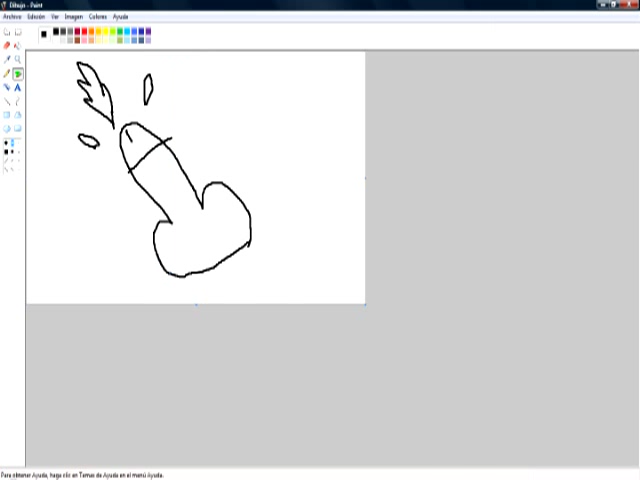 Dibujo - Paint
Archivo Edición Ver Imagen Colores Ayuda
A
Para obtener Ayuda, haga clic en Temas de Ayuda en el menú Ayuda.